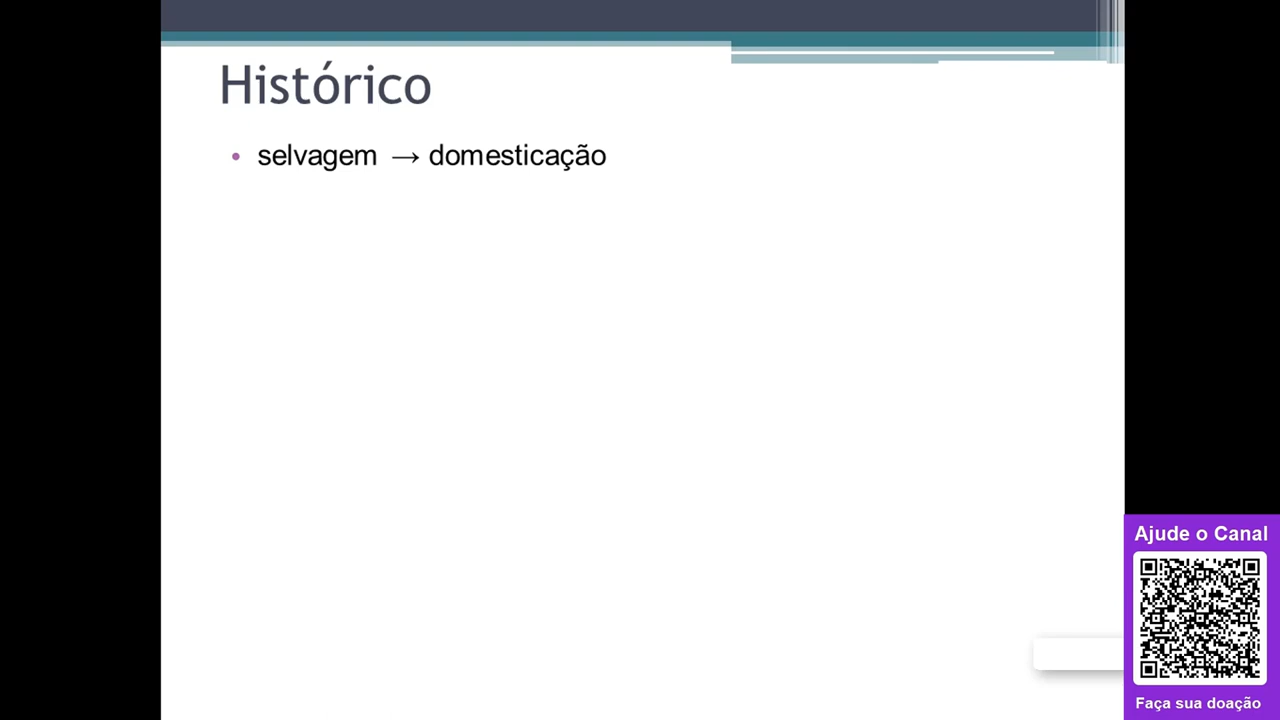 Histórico
• selvagem → domesticação
Ajude o Canal
Faça sua doação